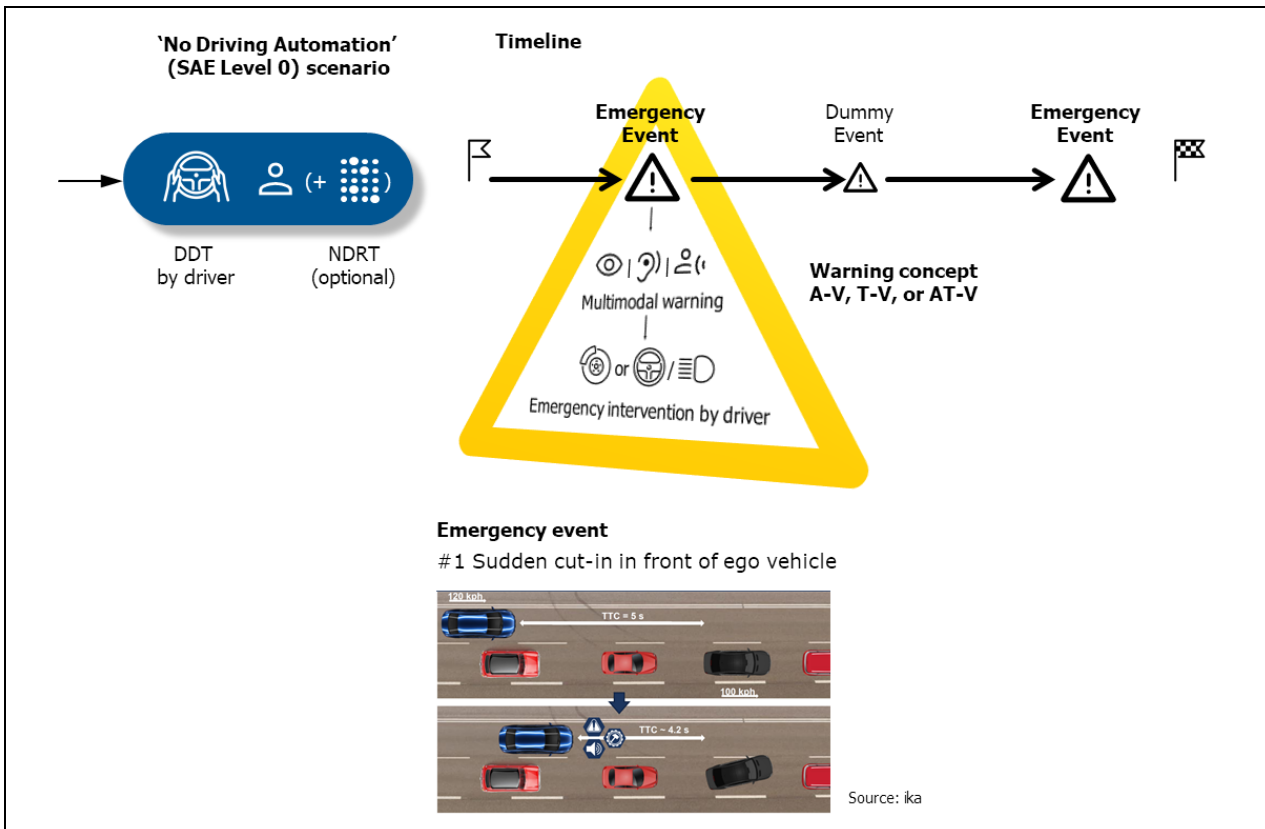 ‘No Driving Automation’
(SAE Level 0) scenario
Timeline
(+ )
DDT
by driver
NDRT
(optional)
Emergency
Event
Dummy
Event
Emergency
Event
Multimodal warning
or /
Emergency intervention by driver
Warning concept
A-V, T-V, or AT-V
Emergency event
#1 Sudden cut-in in front of ego vehicle
120 kph
TTC = 5 s
100 kph
TTC ~ 4.2 s
Source: ika